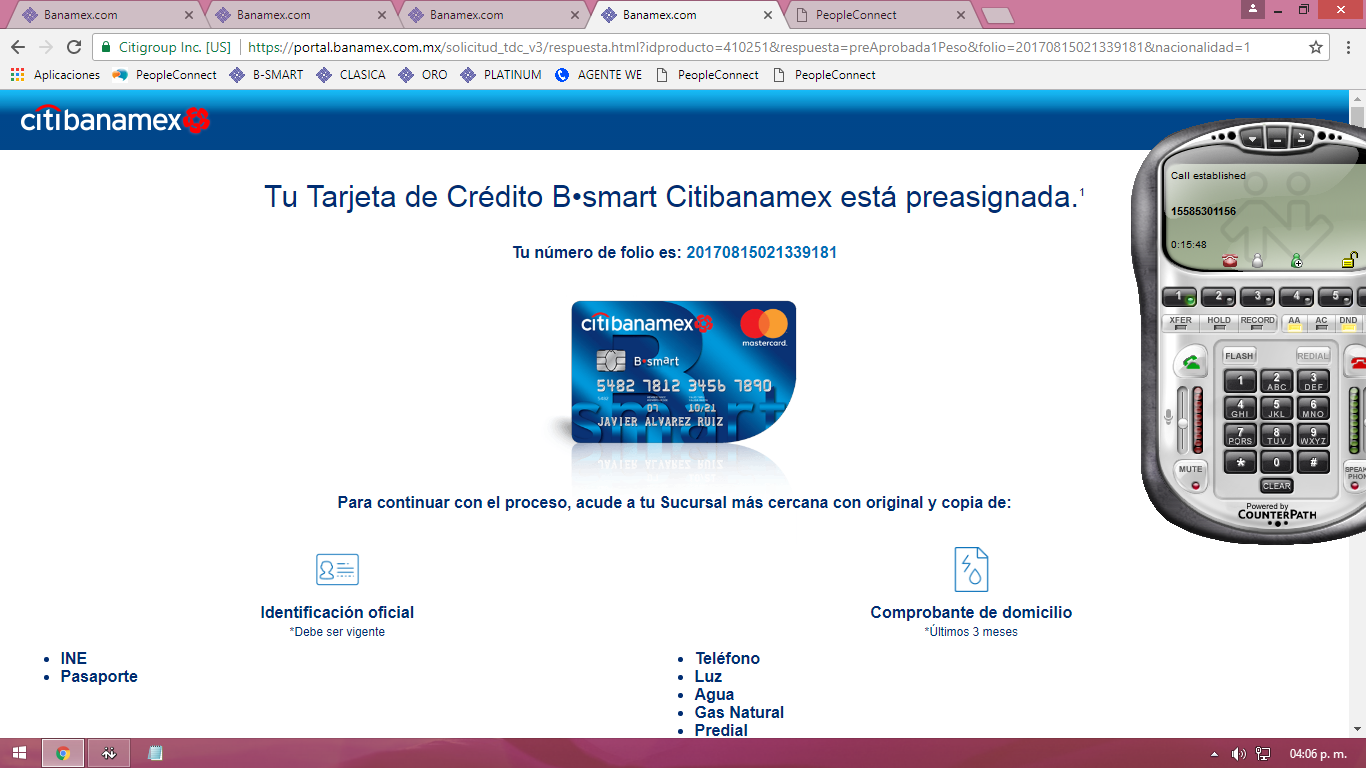 Banamex.com
Banamex.com
Banamex.com
Banamex.com
PeopleConnect
Citigroup Inc. [US]
https://portal.banamex.com.mx/solicitud_tdc_v3/respuesta.html?idproducto=410251&respuesta=preAprobada1Peso&folio=20170815021339181&nacionalidad=1
Aplicaciones PeopleConnect B-SMART CLASICA ORO PLATINUM AGENTE WE PeopleConnect PeopleConnect
citibanamex
Tu Tarjeta de Crédito B•smart Citibanamex está preasignada.1
Tu número de folio es: 20170815021339181
citibanamex
mastercard.
B•smart
5482 7812 3456 7890
07 10/21
JAVIER ALVAREZ RUIZ
Para continuar con el proceso, acude a tu Sucursal más cercana con original y copia de:
Identificación oficial
*Debe ser vigente
INE
Pasaporte
Comprobante de domicilio
*Últimos 3 meses
Teléfono
Luz
Agua
Gas Natural
Predial
Call established
15585301156
0:15:48
1 2 3 4 5
XFER HOLD RECORD AA AC DND
FLASH REDIAL
1 2 ABC 3 DEF
4 GHI 5 JKL 6 MNO
7 PQRS 8 TUV 9 WXYZ
* 0 #
MUTE
CLEAR
Powered by
COUNTERPATH
04:06 p. m.